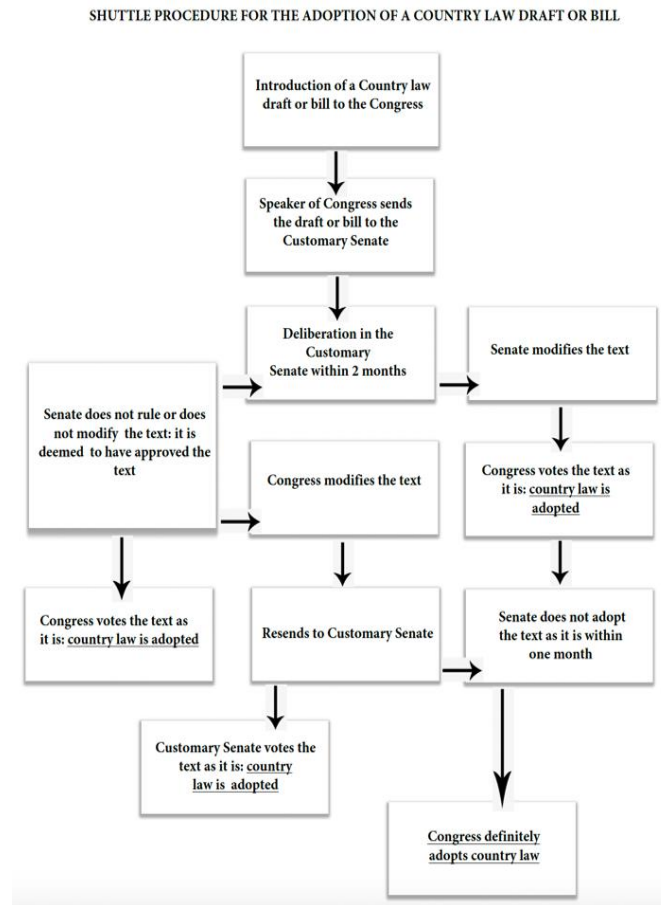 SHUTTLE PROCEDURE FOR THE ADOPTION OF A COUNTRY LAW DRAFT OR BILL
Introduction of a Country law
draft or bill to the Congress
Speaker of Congress sends
the draft or bill to the
Customary Senate
Deliberation in the
Customary
Senate within 2 months
Senate modifies the text
Senate does not rule or does
not modify the text: it is
deemed to have approved the
text
Congress modifies the text
Congress votes the text as
it is: country law is
adopted
Congress votes the text as
it is: country law is adopted
Resends to Customary Senate
Senate does not adopt
the text as it is within
one month
Customary Senate votes the
text as it is: country
law is adopted
Congress definitely
adopts country law